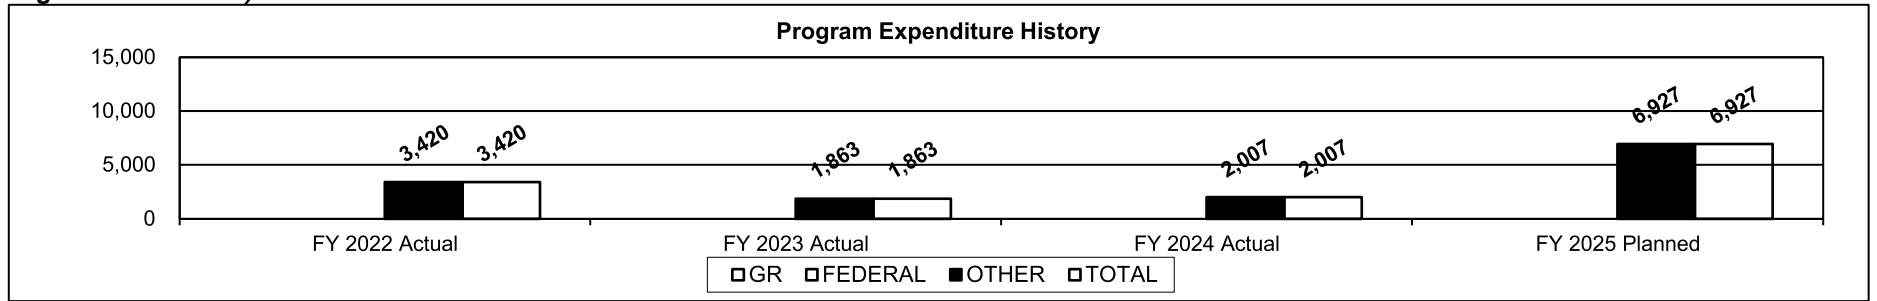 Program Expenditure History
15,000
10,000
5,000
0
3,420 3,420 1,863 1,863 2,007 2,007 6,927 6,927
FY 2022 Actual FY 2023 Actual FY 2024 Actual FY 2025 Planned
GR FEDERAL OTHER TOTAL